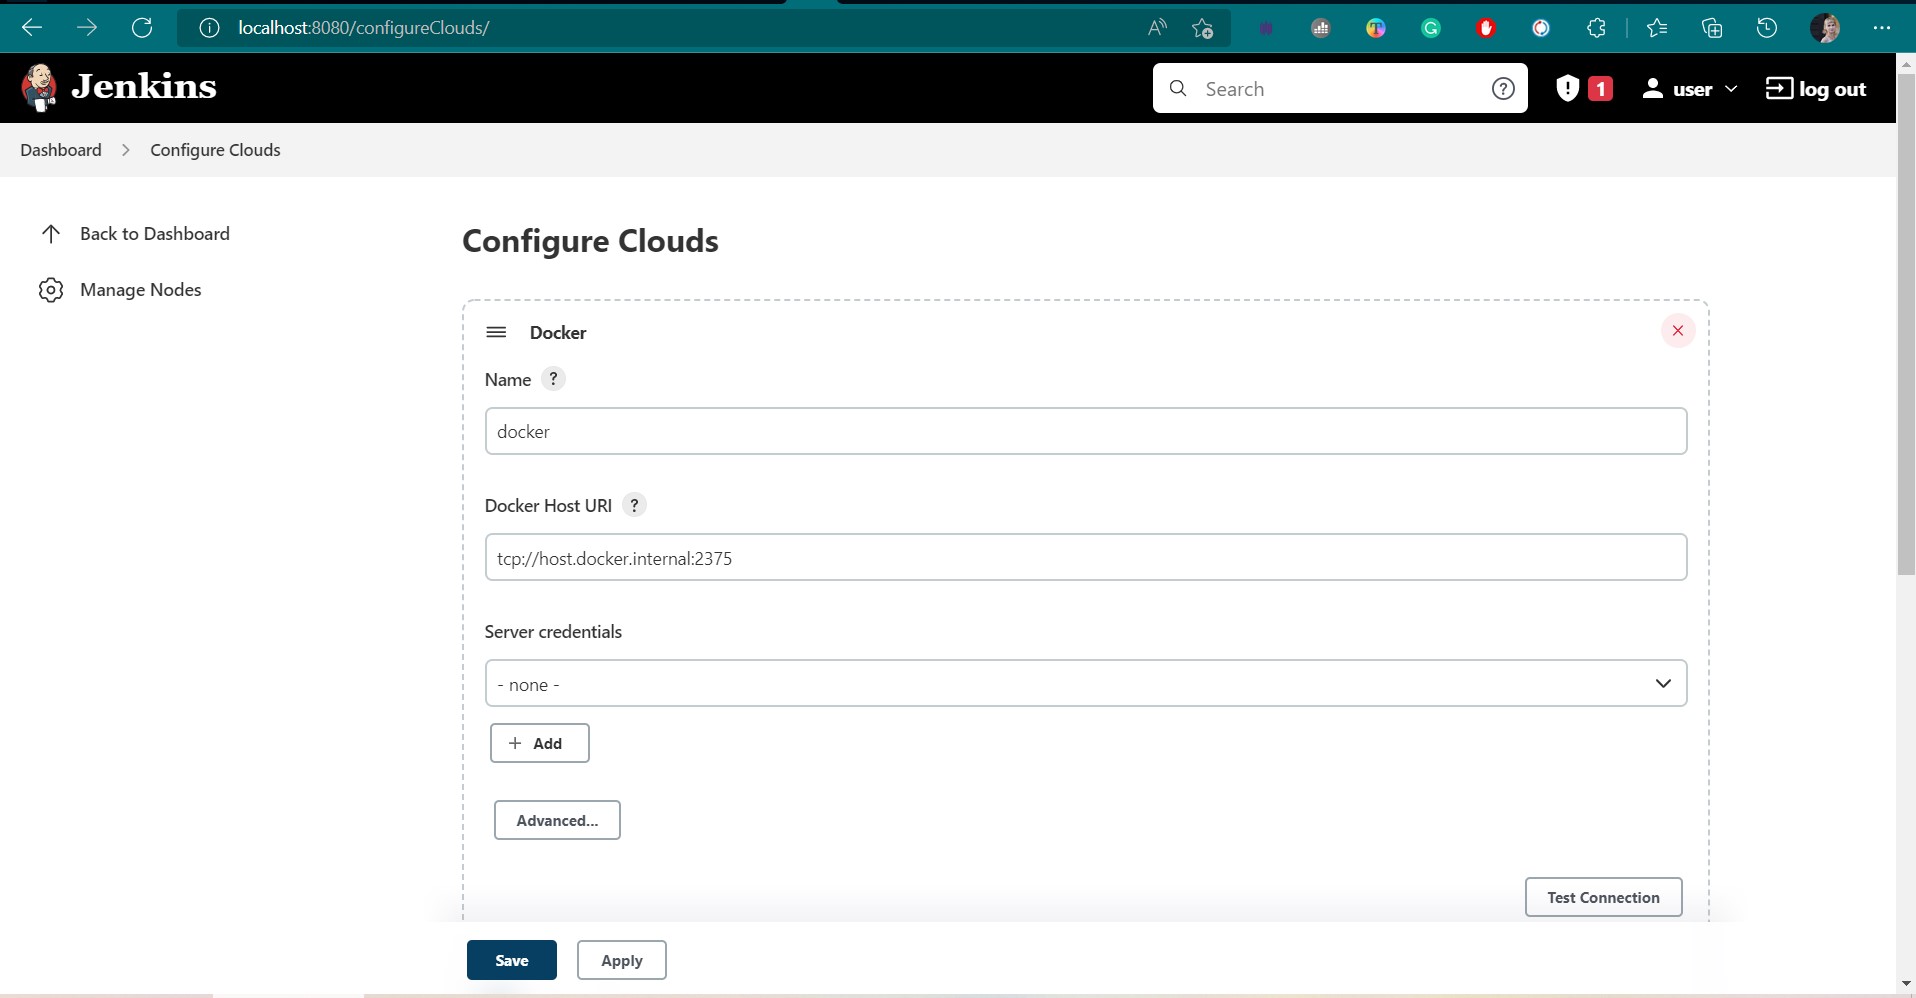 localhost:8080/configureClouds/
Jenkins
Search
1
user
log out
Dashboard
Configure Clouds
Back to Dashboard
Manage Nodes
Configure Clouds
Docker
Name ?
docker
Docker Host URI ?
tcp://host.docker.internal:2375
Server credentials
- none -
+ Add
Advanced...
Test Connection
Save
Apply